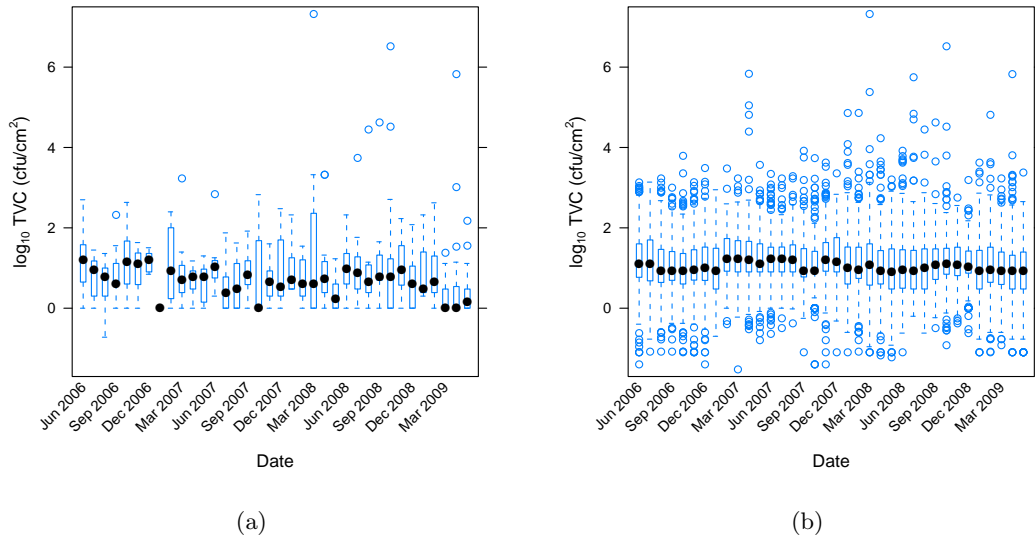 log₁₀ TVC (cfu/cm²)
6
4
2
0
Jun 2006
Sep 2006
Dec 2006
Mar 2007
Jun 2007
Sep 2007
Dec 2007
Mar 2008
Jun 2008
Sep 2008
Dec 2008
Mar 2009
Date
(a)
log₁₀ TVC (cfu/cm²)
6
4
2
0
Jun 2006
Sep 2006
Dec 2006
Mar 2007
Jun 2007
Sep 2007
Dec 2007
Mar 2008
Jun 2008
Sep 2008
Dec 2008
Mar 2009
Date
(b)